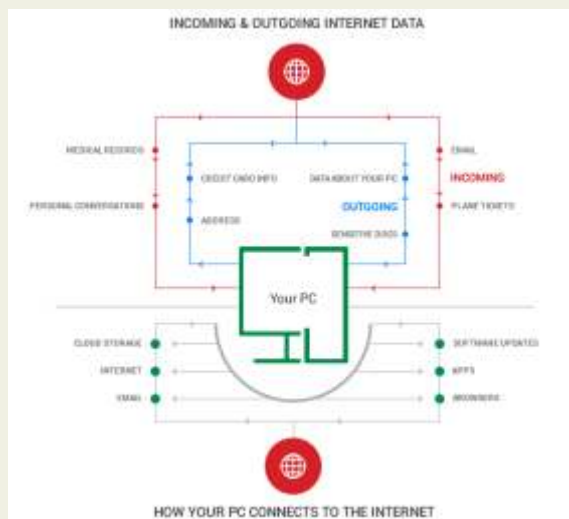 INCOMING & OUTGOING INTERNET DATA
MEDICAL RECORDS
EMAIL
CREDIT CARD INFO
DATA ABOUT YOUR PC
INCOMING
PERSONAL CONVERSATIONS
OUTGOING
PLANE TICKETS
ADDRESS
SENSITIVE DOCS
Your PC
CLOUD STORAGE
SOFTWARE UPDATES
INTERNET
APPS
EMAIL
BROWSERS
HOW YOUR PC CONNECTS TO THE INTERNET